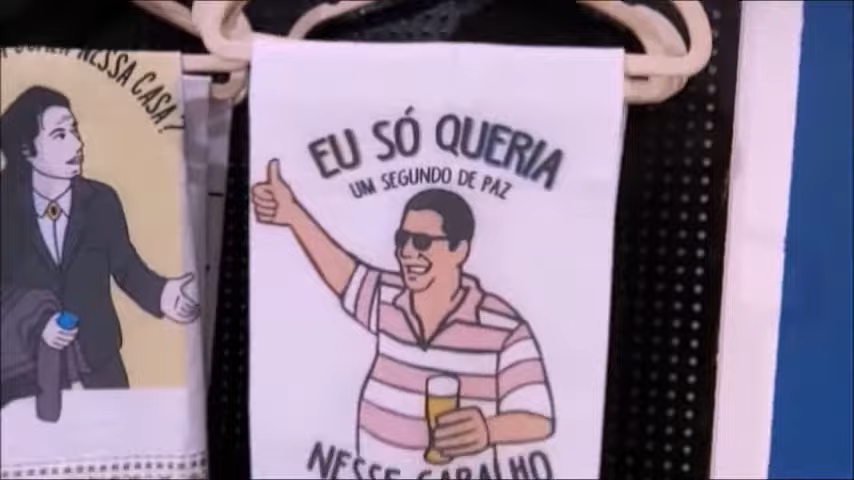 NESSA CASA?
EU SÓ QUERIA
UM SEGUNDO DE PAZ
NESSE CARALHO